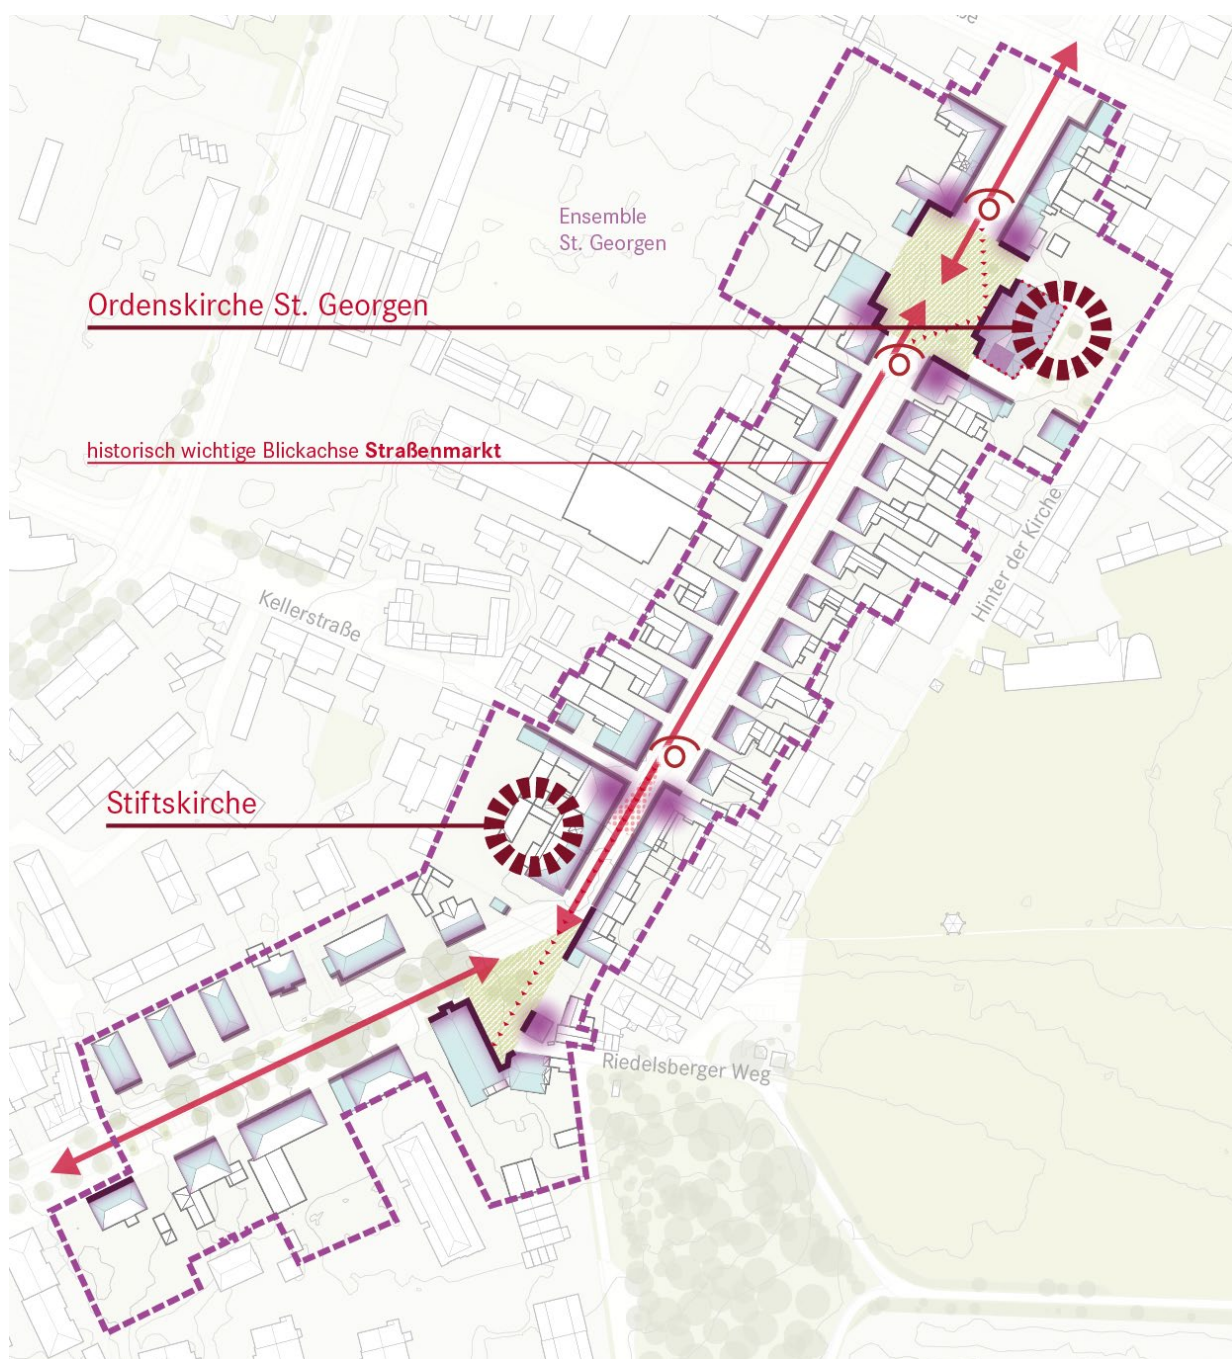 Ensemble
St. Georgen
Ordenskirche St. Georgen
historisch wichtige Blickachse Straßenmarkt
Hinter der Kirche
Kellerstraße
Stiftskirche
Riedelsberger Weg